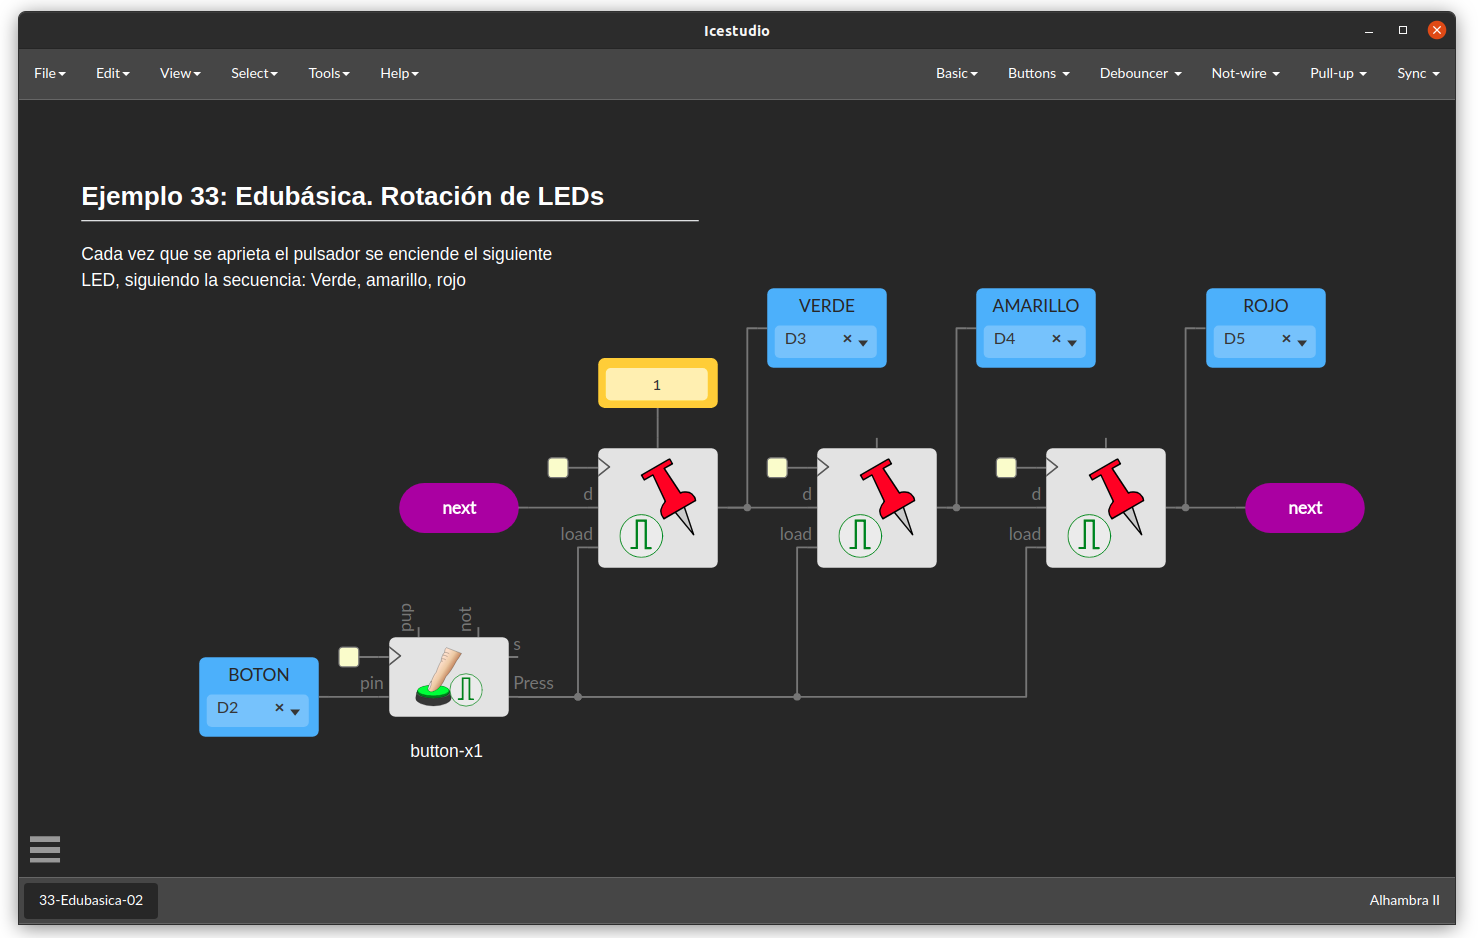 Icestudio
File Edit View Select Tools Help Basic Buttons Debouncer Not-wire Pull-up Sync
Ejemplo 33: Edubásica. Rotación de LEDs
Cada vez que se aprieta el pulsador se enciende el siguiente
LED, siguiendo la secuencia: Verde, amarillo, rojo
VERDE AMARILLO ROJO
D3 D4 D5
1
d d d
next next
load load load
pup not
s
BOTON
pin Press
D2
button-x1
33-Edubasica-02 Alhambra II